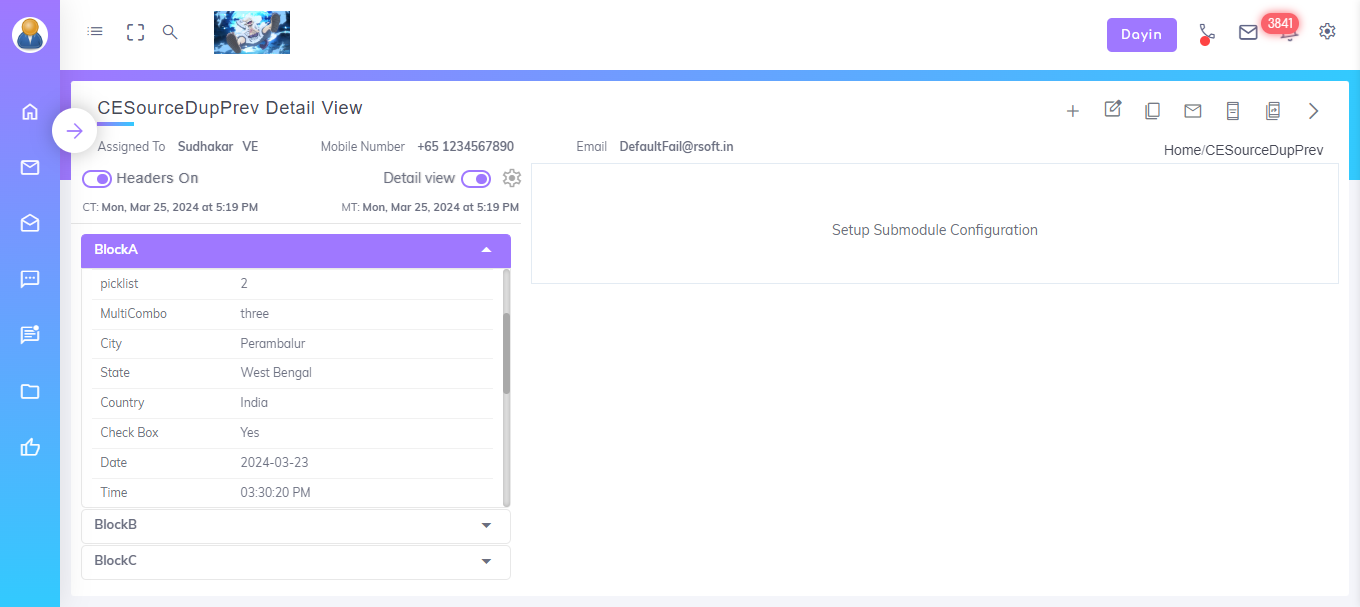 Dayin
3841
CESourceDupPrev Detail View
Assigned To Sudhakar VE Mobile Number +65 1234567890 Email DefaultFail@rsoft.in
Home/CESourceDupPrev
Headers On Detail view
CT: Mon, Mar 25, 2024 at 5:19 PM MT: Mon, Mar 25, 2024 at 5:19 PM
Setup Submodule Configuration
BlockA
picklist 2
MultiCombo three
City Perambalur
State West Bengal
Country India
Check Box Yes
Date 2024-03-23
Time 03:30:20 PM
BlockB
BlockC